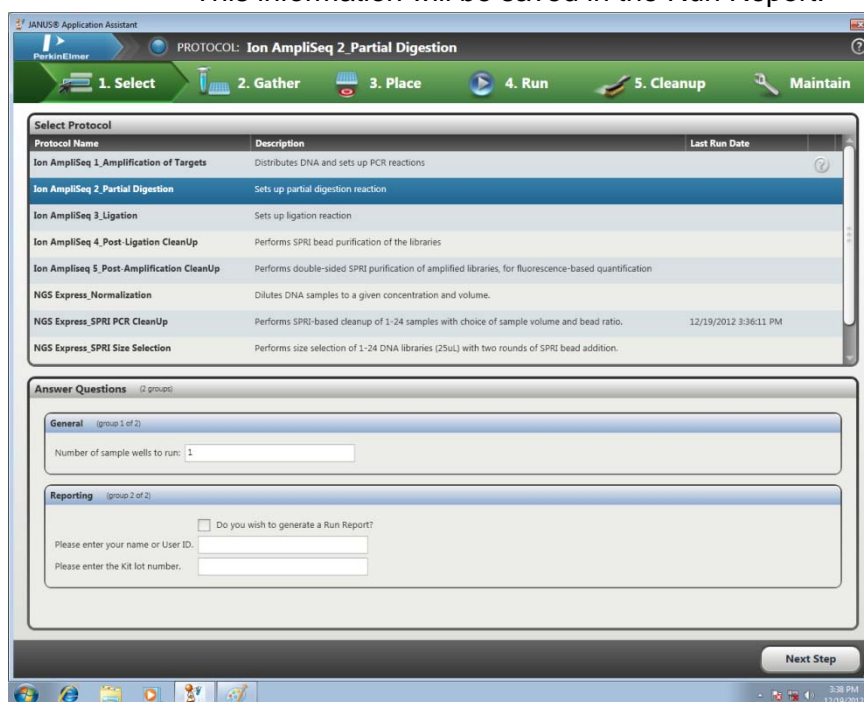 This information will be saved in the Run Report.
JANUS® Application Assistant
PerkinElmer
PROTOCOL: Ion AmpliSeq 2_Partial Digestion
1. Select 2. Gather 3. Place 4. Run 5. Cleanup Maintain
Select Protocol
Protocol Name Description Last Run Date
Ion AmpliSeq 1_Amplification of Targets Distributes DNA and sets up PCR reactions
Ion AmpliSeq 2_Partial Digestion Sets up partial digestion reaction
Ion AmpliSeq 3_Ligation Sets up ligation reaction
Ion AmpliSeq 4_Post-Ligation CleanUp Performs SPRI bead purification of the libraries
Ion Ampliseq 5_Post-Amplification CleanUp Performs double-sided SPRI purification of amplified libraries, for fluorescence-based quantification
NGS Express_Normalization Dilutes DNA samples to a given concentration and volume.
NGS Express_SPRI PCR CleanUp Performs SPRI-based cleanup of 1-24 samples with choice of sample volume and bead ratio. 12/19/2012 3:36:11 PM
NGS Express_SPRI Size Selection Performs size selection of 1-24 DNA libraries (25uL) with two rounds of SPRI bead addition.
Answer Questions (2 groups)
General (group 1 of 2)
Number of sample wells to run: 1
Reporting (group 2 of 2)
Do you wish to generate a Run Report?
Please enter your name or User ID.
Please enter the Kit lot number.
Next Step
3:38 PM
12/19/2012